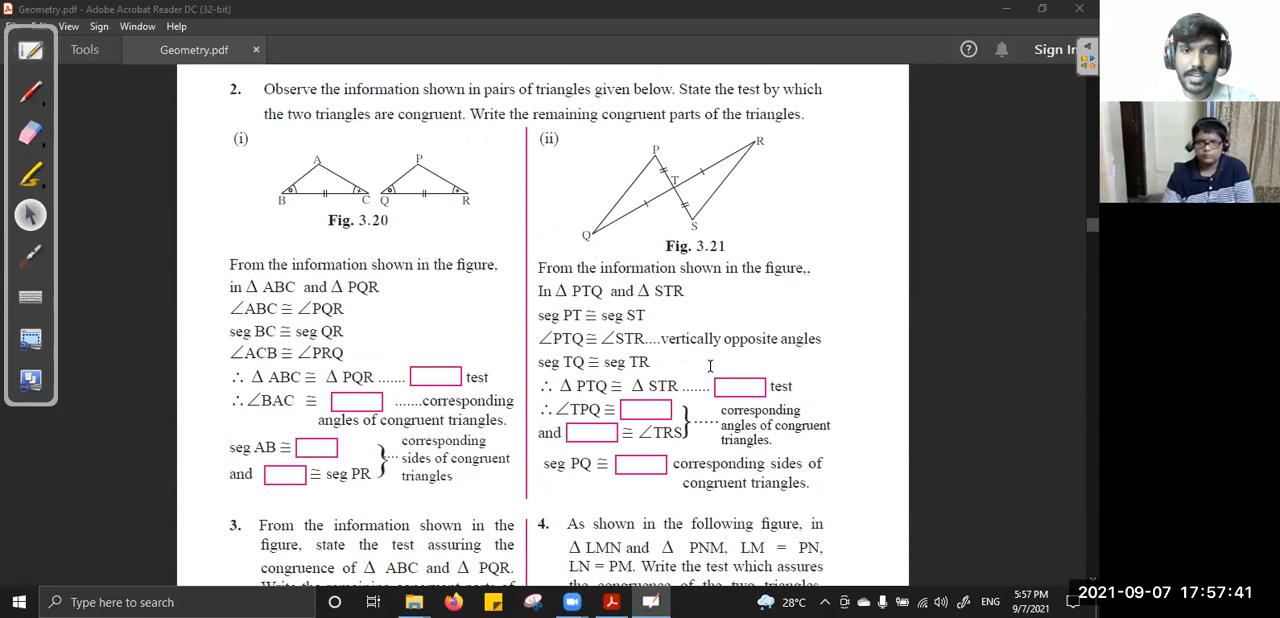 Geometry.pdf - Adobe Acrobat Reader DC (32-bit)
Edit View Sign Window Help
Tools Geometry.pdf × Sign In
2. Observe the information shown in pairs of triangles given below. State the test by which
the two triangles are congruent. Write the remaining congruent parts of the triangles.
(i)
A
B
C
P
Q
R
Fig. 3.20
From the information shown in the figure,
in Δ ABC and Δ PQR
∠ABC ≅ ∠PQR
seg BC ≅ seg QR
∠ACB ≅ ∠PRQ
∴ Δ ABC ≅ Δ PQR ....... test
∴ ∠BAC ≅ .......corresponding
angles of congruent triangles.
seg AB ≅
and ≅ seg PR
... corresponding
sides of congruent
triangles
(ii)
P
R
T
Q
S
Fig. 3.21
From the information shown in the figure,,
In Δ PTQ and Δ STR
seg PT ≅ seg ST
∠PTQ ≅ ∠STR....vertically opposite angles
seg TQ ≅ seg TR
∴ Δ PTQ ≅ Δ STR ....... test
∴ ∠TPQ ≅
and ≅ ∠TRS
..... corresponding
angles of congruent
triangles.
seg PQ ≅ corresponding sides of
congruent triangles.
3. From the information shown in the
figure, state the test assuring the
congruence of Δ ABC and Δ PQR.
4. As shown in the following figure, in
Δ LMN and Δ PNM, LM = PN,
LN = PM. Write the test which assures
the congruence of the two triangles.
Type here to search
28°C
ENG
5:57 PM
9/7/2021
2021-09-07 17:57:41